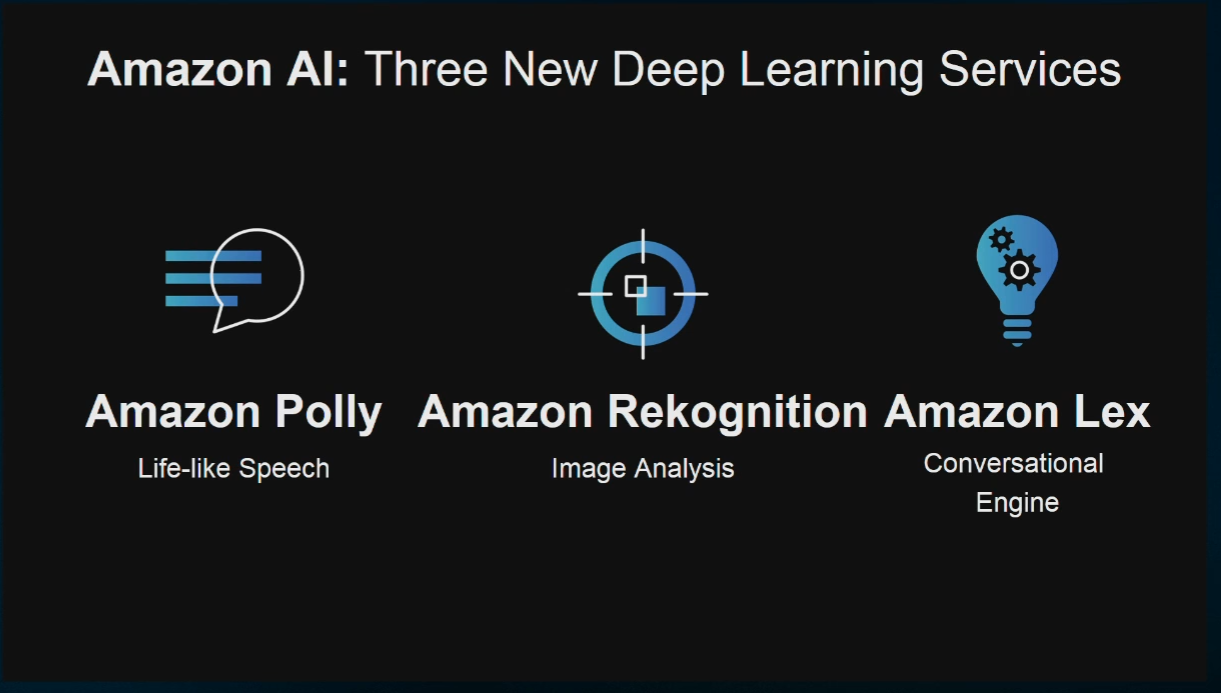 Amazon AI: Three New Deep Learning Services
Amazon Polly
Life-like Speech
Amazon Rekognition
Image Analysis
Amazon Lex
Conversational
Engine